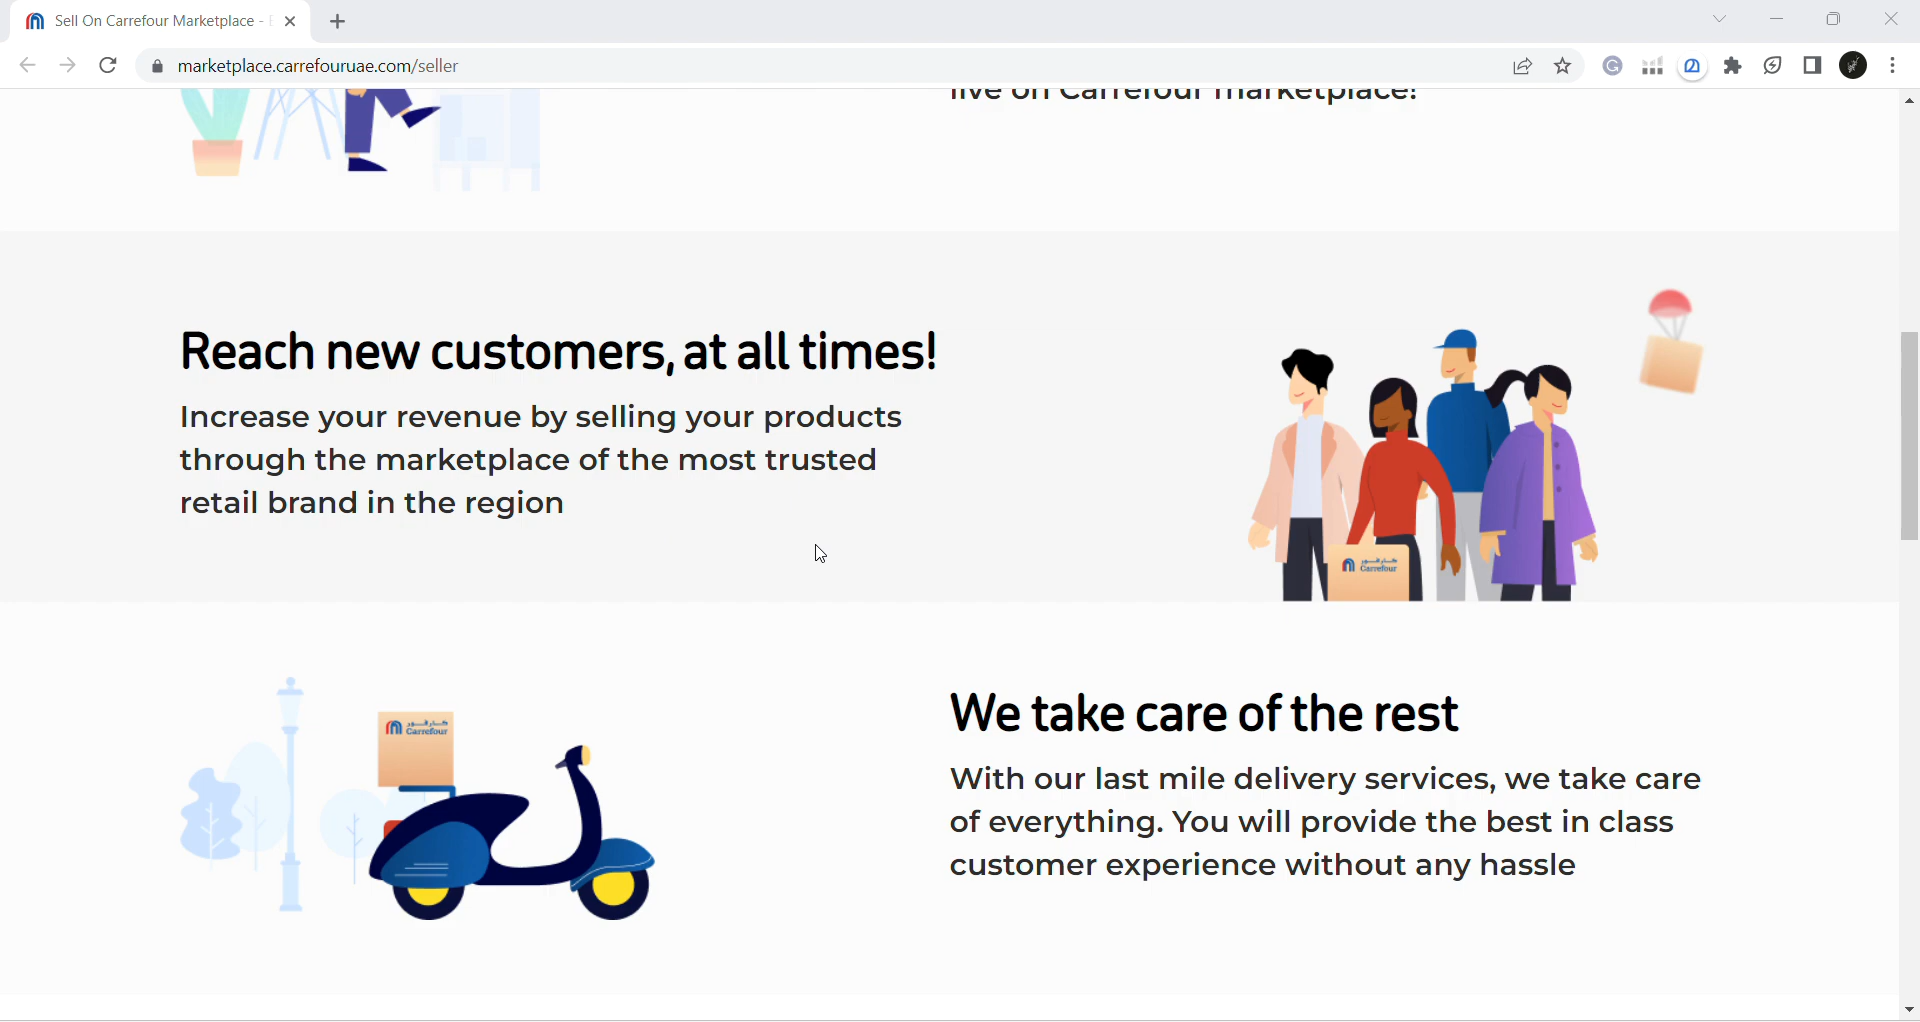 Sell On Carrefour Marketplace -
marketplace.carrefouruae.com/seller
live on Carrefour marketplace!
Reach new customers, at all times!
Increase your revenue by selling your products
through the marketplace of the most trusted
retail brand in the region
كارفور
Carrefour
كارفور
Carrefour
We take care of the rest
With our last mile delivery services, we take care
of everything. You will provide the best in class
customer experience without any hassle